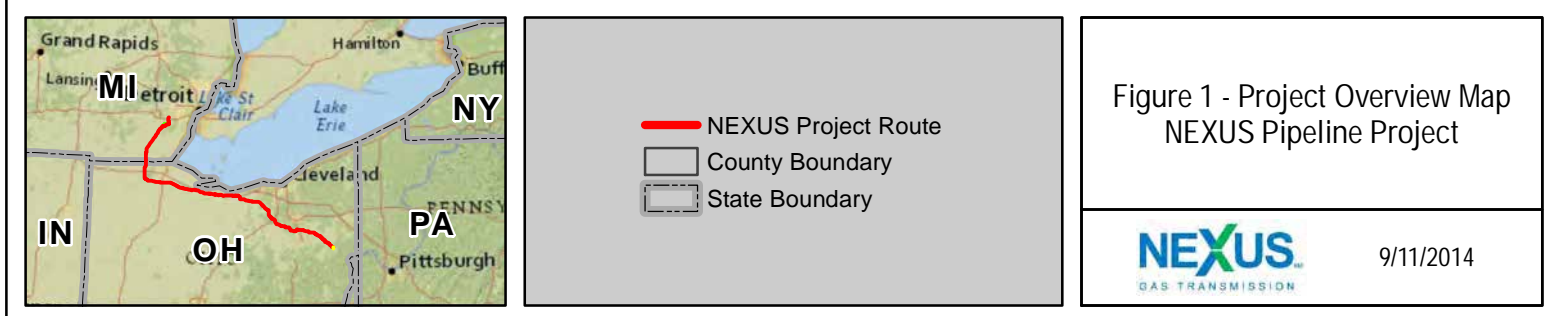 Grand Rapids
Hamilton
Lansin
MI
etroit
Buff
NY
Lake St
Clair
Lake
Erie
Cleveland
PENNSY
PA
IN
OH
Pittsburgh
NEXUS Project Route
County Boundary
State Boundary
Figure 1 - Project Overview Map
NEXUS Pipeline Project
NEXUS
GAS TRANSMISSION
9/11/2014